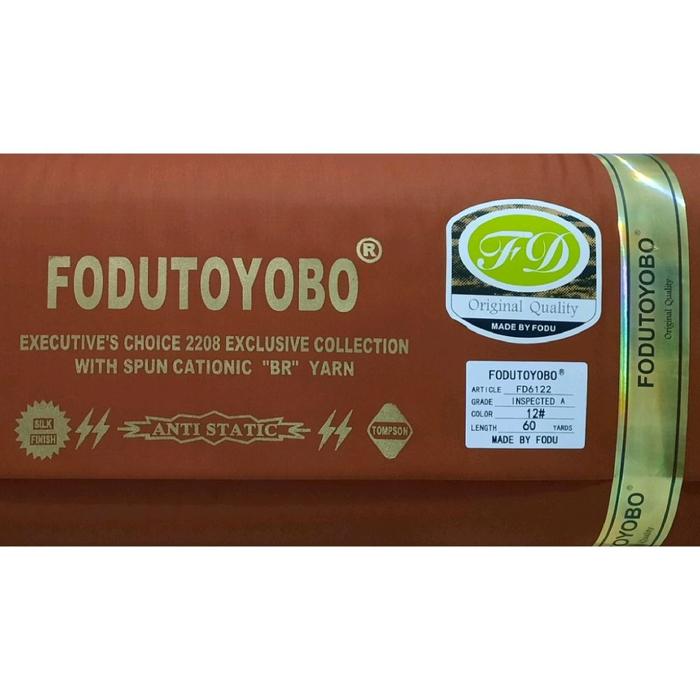 FODUTOYOBO®
EXECUTIVE'S CHOICE 2208 EXCLUSIVE COLLECTION
WITH SPUN CATIONIC "BR" YARN
SILK
FINISH
ANTI STATIC
TOMPSON
FD
Original Quality
MADE BY FODU
FODUTOYOBO®
ARTICLE FD6122
GRADE INSPECTED A
COLOR 12#
LENGTH 60 YARDS
MADE BY FODU
FODUTOYOBO®
Original Quality
OYOBO®
Quality